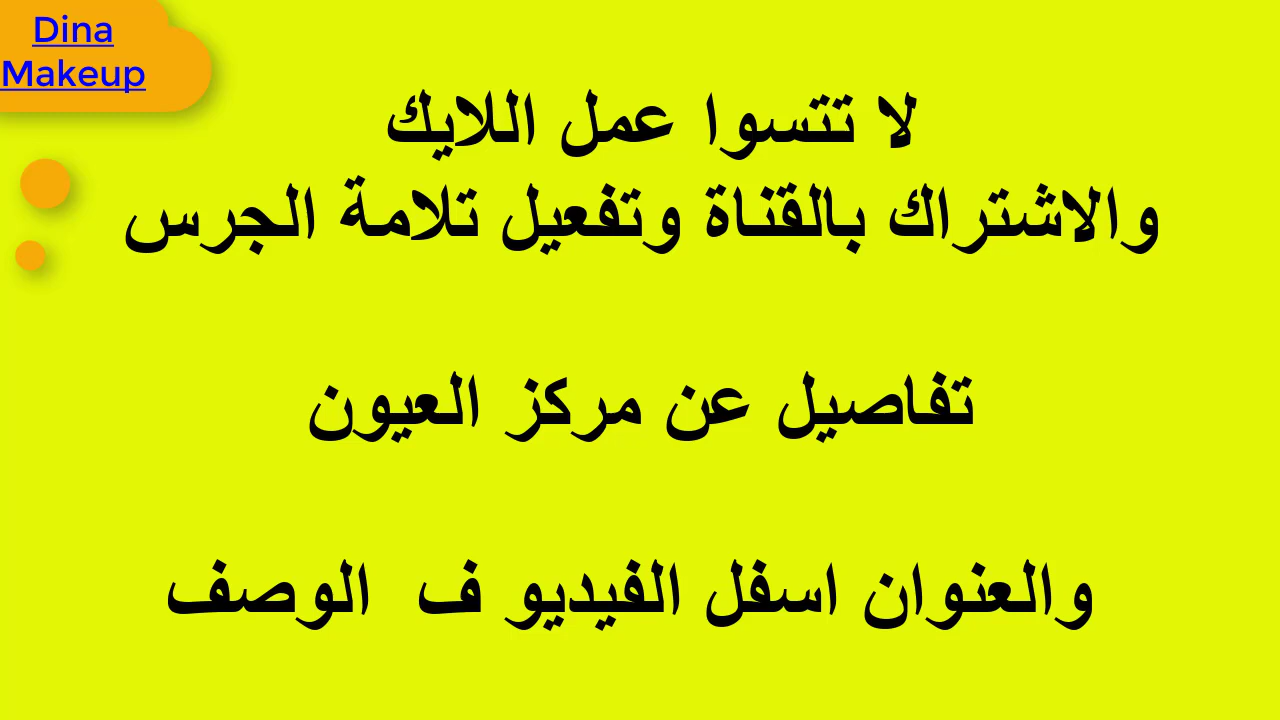 Dina
Makeup
لا تتسوا عمل اللايك
والاشتراك بالقناة وتفعيل تلامة الجرس
تفاصيل عن مركز العيون
والعنوان اسفل الفيديو ف الوصف